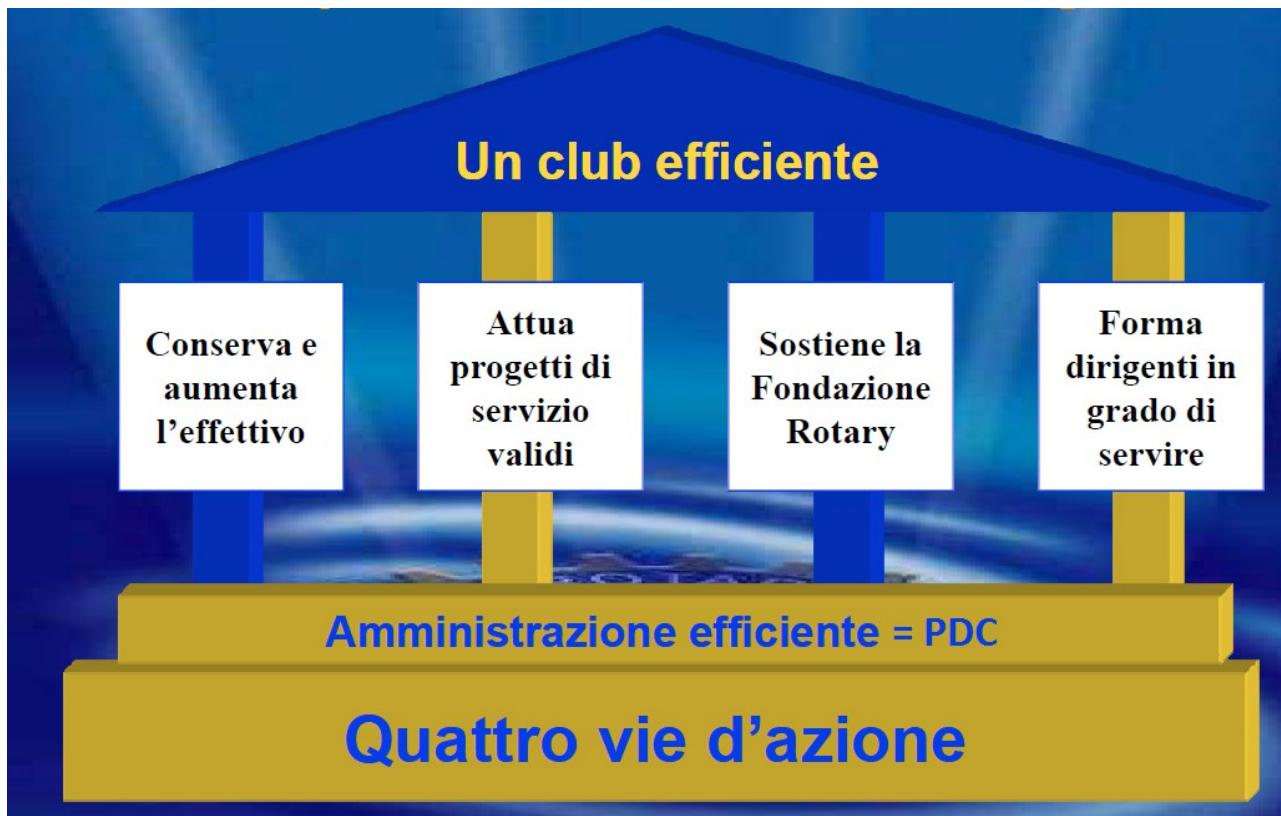 Un club efficiente
Conserva e
aumenta
l’effettivo
Attua
progetti di
servizio
validi
Sostiene la
Fondazione
Rotary
Forma
dirigenti in
grado di
servire
Amministrazione efficiente = PDC
Quattro vie d’azione